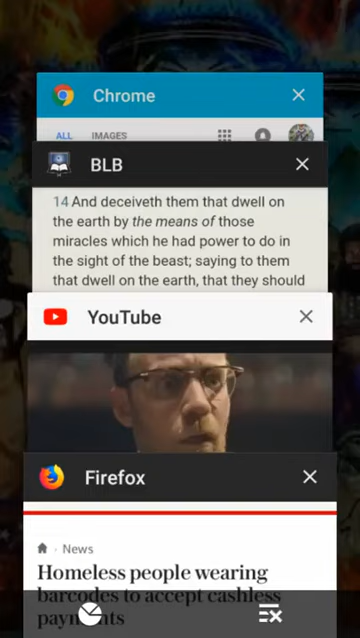 Chrome
ALL IMAGES
BLB
14 And deceiveth them that dwell on
the earth by the means of those
miracles which he had power to do in
the sight of the beast; saying to them
that dwell on the earth, that they should
YouTube
Firefox
News
Homeless people wearing
barcodes to accept cashless
payments